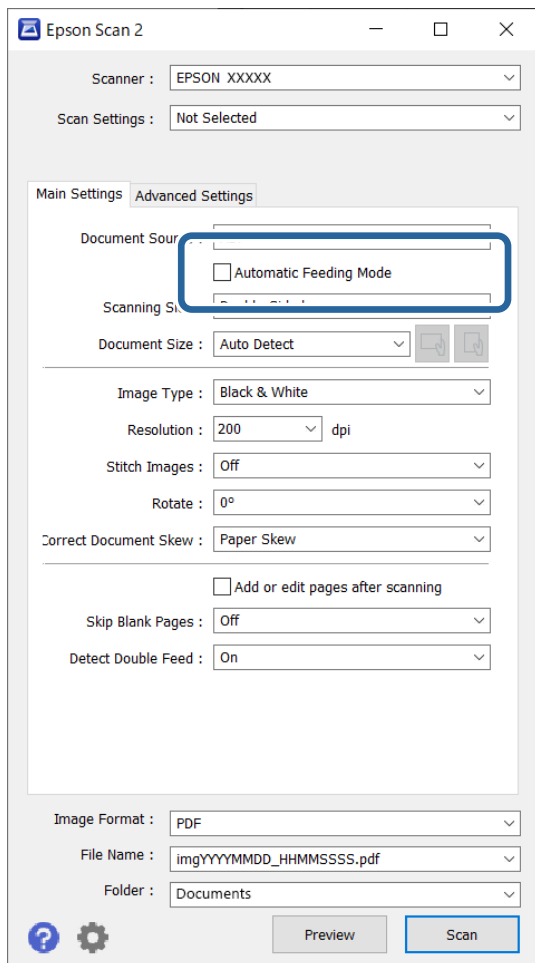 Epson Scan 2
Scanner : EPSON XXXXX
Scan Settings : Not Selected
Main Settings Advanced Settings
Document
Automatic Feeding Mode
Scanning
Document Size : Auto Detect
Image Type : Black & White
Resolution : 200 dpi
Stitch Images : Off
Rotate : 0°
Correct Document Skew : Paper Skew
Add or edit pages after scanning
Skip Blank Pages : Off
Detect Double Feed : On
Image Format : PDF
File Name : imgYYYYMMDD_HHMMSSSS.pdf
Folder : Documents
? Preview Scan